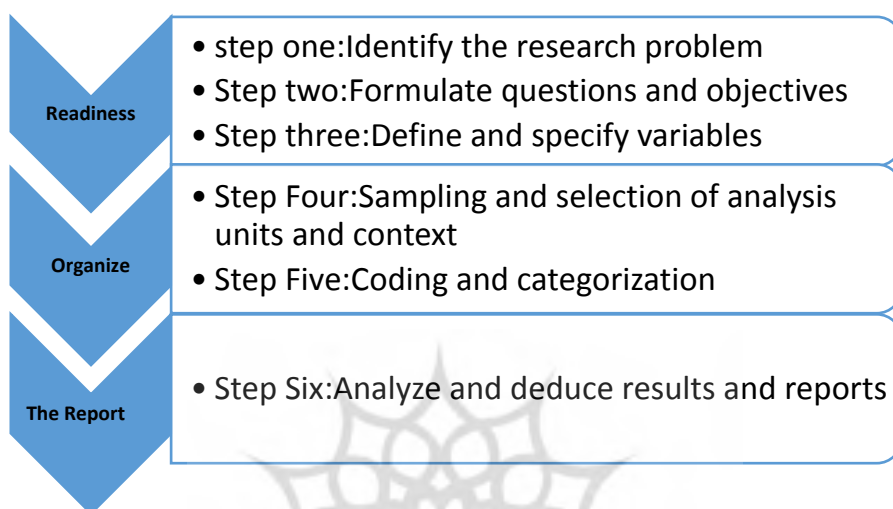 Readiness
• step one:Identify the research problem
• Step two:Formulate questions and objectives
• Step three:Define and specify variables
Organize
• Step Four:Sampling and selection of analysis
units and context
• Step Five:Coding and categorization
The Report
• Step Six:Analyze and deduce results and reports